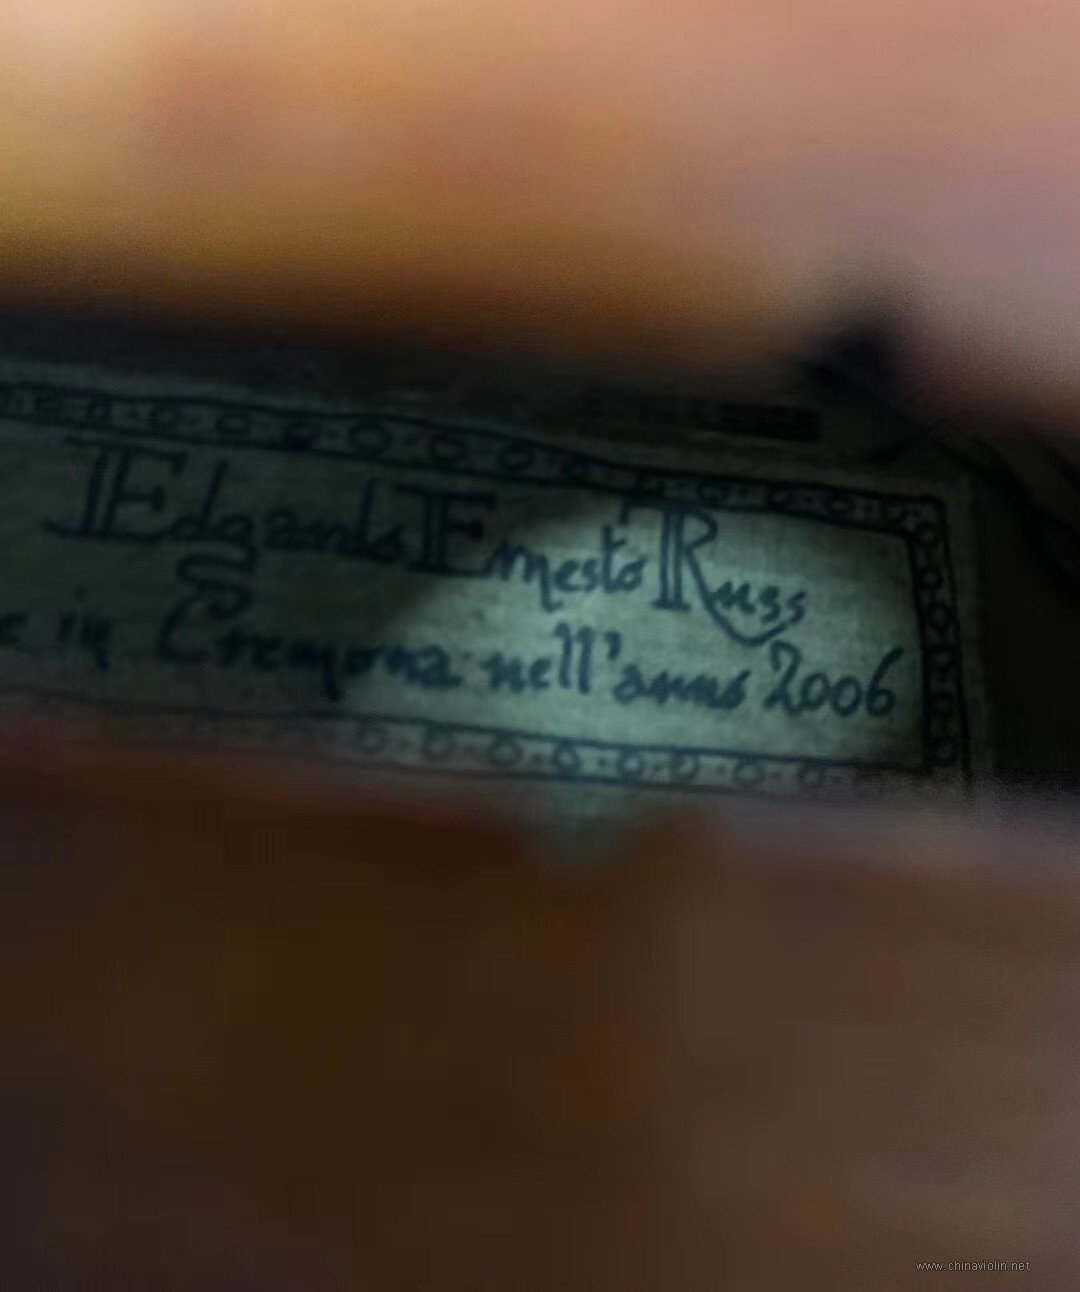 Edgardo Ernesto Russ
in Cremona nell'anno 2006
www.chinaviolin.net